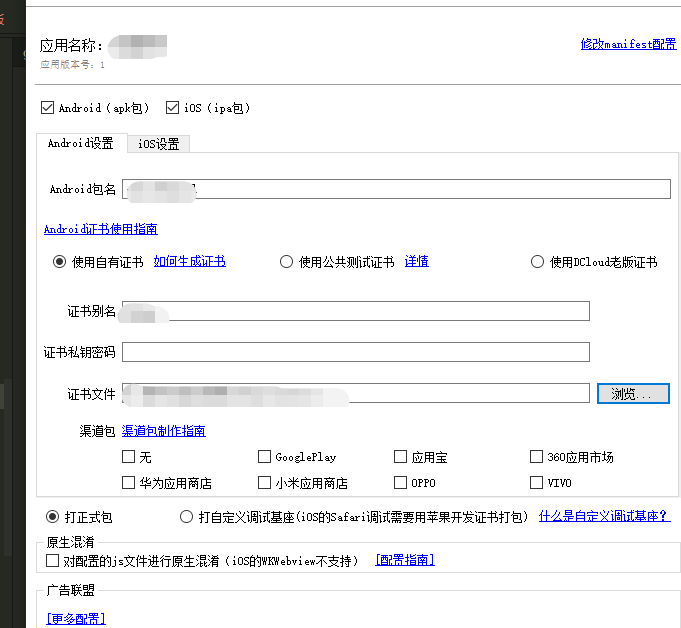 应用名称：
修改manifest配置
应用版本号：1
Android（apk包） iOS（ipa包）
Android设置 iOS设置
Android包名
Android证书使用指南
使用自有证书 如何生成证书 使用公共测试证书 详情 使用DCloud老版证书
证书别名
证书私钥密码
证书文件 浏览...
渠道包 渠道包制作指南
无 GooglePlay 应用宝 360应用市场
华为应用商店 小米应用商店 OPPO VIVO
打正式包 打自定义调试基座(iOS的Safari调试需要用苹果开发证书打包) 什么是自定义调试基座？
原生混淆
对配置的js文件进行原生混淆（iOS的WKWebview不支持） [配置指南]
广告联盟
[更多配置]